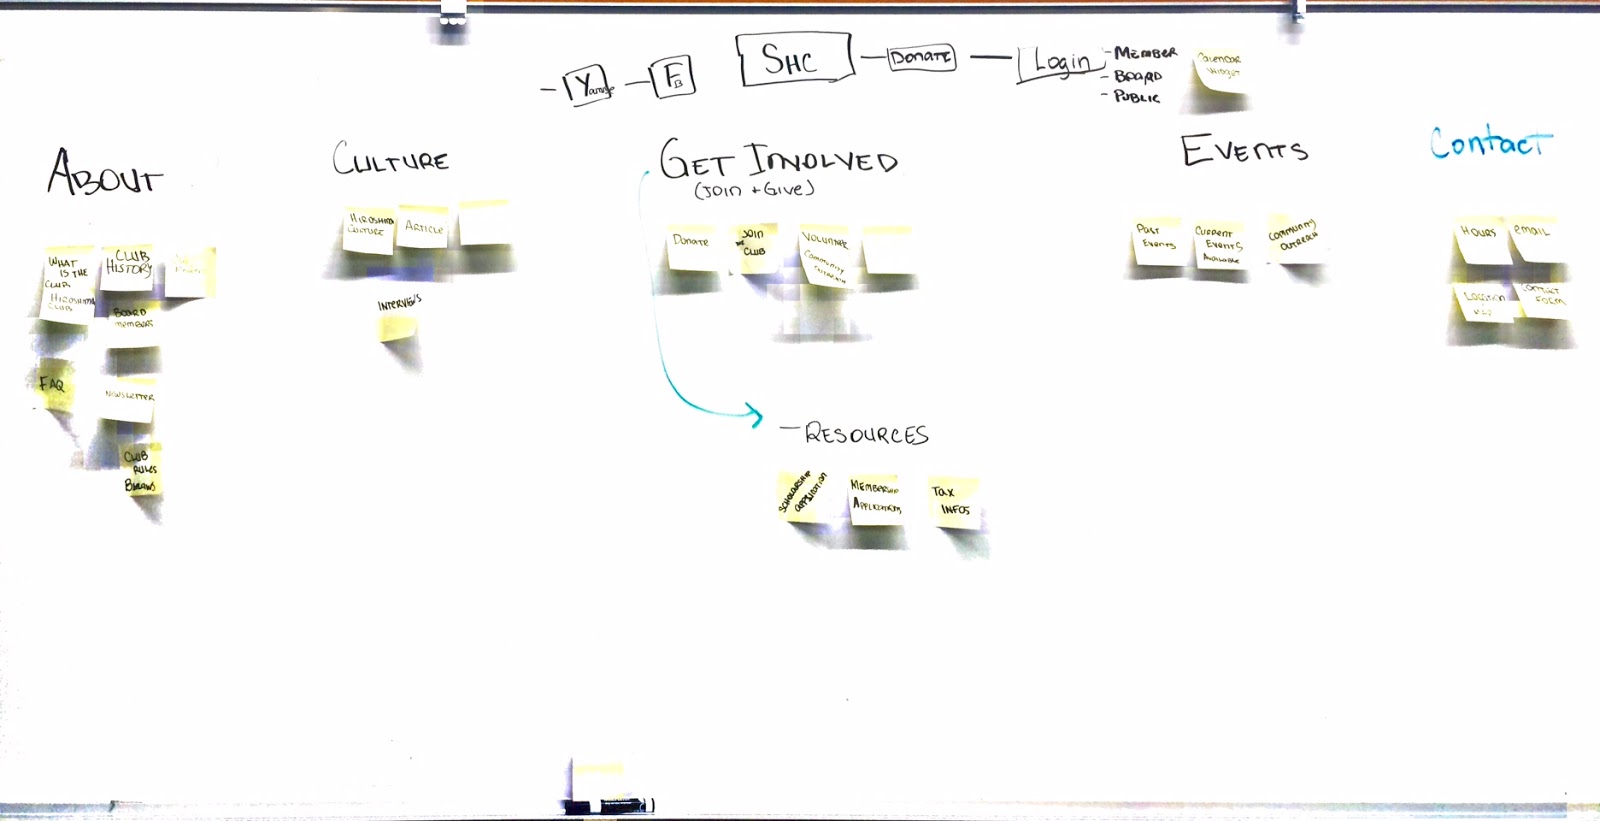 SHC
DONATE
Login
- MEMBER
- BOARD
- PUBLIC
CALENDAR
WIDGET
FB
ABOUT
WHAT
IS THE
CLUB
HIROSHIMA
CLUB
CLUB
HISTORY
BOARD
MEMBERS
FAQ
NEWSLETTER
CLUB
RULES
BYLAWS
CULTURE
HIROSHIMA
CULTURE
ARTICLE
INTERVIEWS
GET INVOLVED
(JOIN + GIVE)
DONATE
JOIN
CLUB
VOLUNTEER
COMMUNITY
- RESOURCES
SCHOLARSHIP
APPLICATION
MEMBERSHIP
APPLICATION
TAX
INFOS
EVENTS
PAST
EVENTS
CURRENT
EVENTS
AVAILABLE
COMMUNITY
OUTREACH
Contact
HOURS
EMAIL
LOCATION
CONTACT
FORM